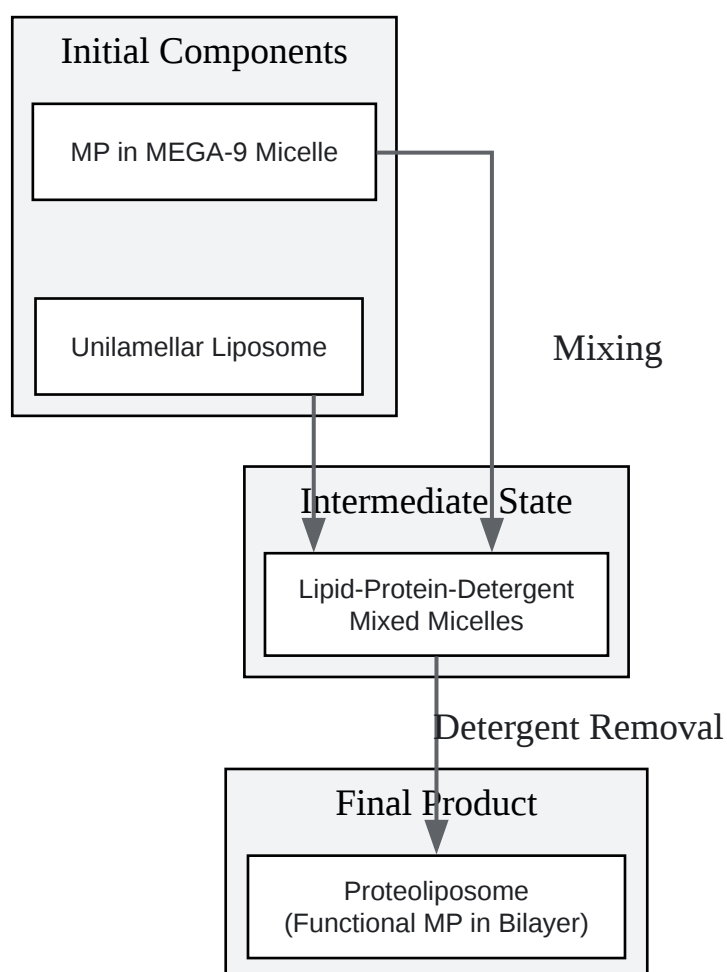 Initial Components
MP in MEGA-9 Micelle
Unilamellar Liposome
Mixing
Intermediate State
Lipid-Protein-Detergent
Mixed Micelles
Detergent Removal
Final Product
Proteoliposome
(Functional MP in Bilayer)